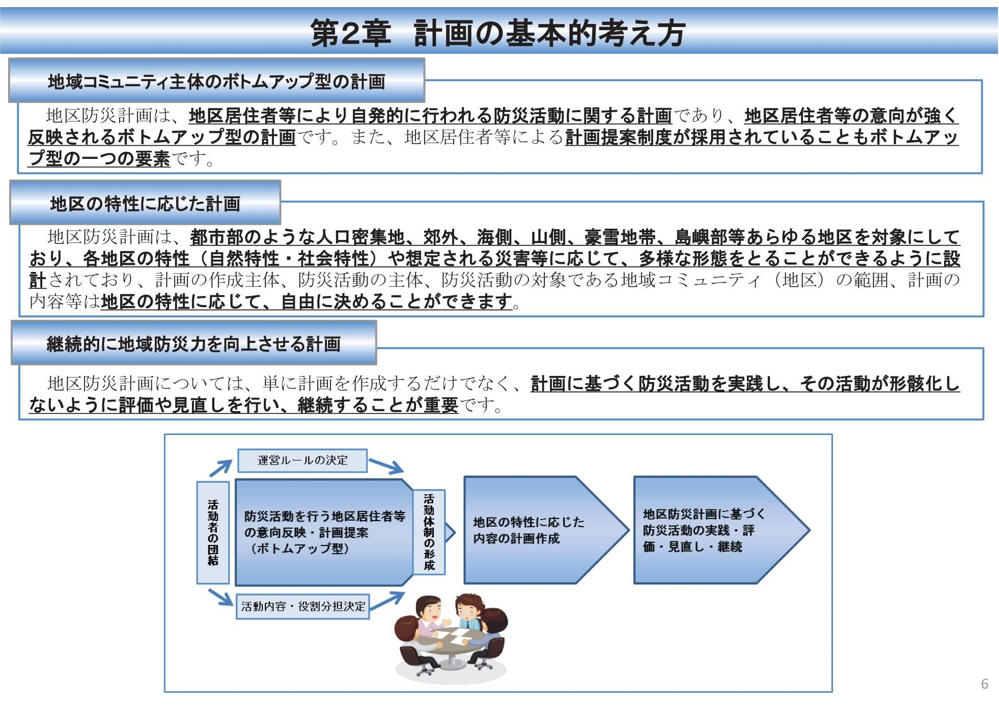 第2章　計画の基本的考え方
地域コミュニティ主体のボトムアップ型の計画
地区防災計画は、地区居住者等により自発的に行われる防災活動に関する計画であり、地区居住者等の意向が強く
反映されるボトムアップ型の計画です。また、地区居住者等による計画提案制度が採用されていることもボトムアッ
プ型の一つの要素です。
地区の特性に応じた計画
地区防災計画は、都市部のような人口密集地、郊外、海側、山側、豪雪地帯、島嶼部等あらゆる地区を対象にして
おり、各地区の特性（自然特性・社会特性）や想定される災害等に応じて、多様な形態をとることができるように設
計されており、計画の作成主体、防災活動の主体、防災活動の対象である地域コミュニティ（地区）の範囲、計画の
内容等は地区の特性に応じて、自由に決めることができます。
継続的に地域防災力を向上させる計画
地区防災計画については、単に計画を作成するだけでなく、計画に基づく防災活動を実践し、その活動が形骸化し
ないように評価や見直しを行い、継続することが重要です。
運営ルールの決定
活動者の団結
防災活動を行う地区居住者等
の意向反映・計画提案
（ボトムアップ型）
活動体制の形成
活動内容・役割分担決定
地区の特性に応じた
内容の計画作成
地区防災計画に基づく
防災活動の実践・評
価・見直し・継続
6